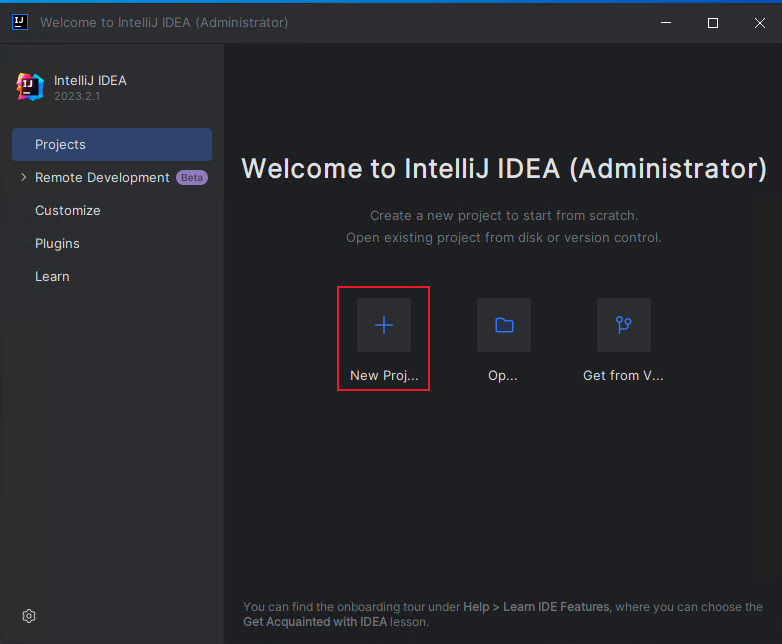 Welcome to IntelliJ IDEA (Administrator)
IJ
IntelliJ IDEA
2023.2.1
Projects
Remote Development Beta
Customize
Plugins
Learn
Welcome to IntelliJ IDEA (Administrator)
Create a new project to start from scratch.
Open existing project from disk or version control.
New Proj...
Op...
Get from V...
You can find the onboarding tour under Help > Learn IDE Features, where you can choose the
Get Acquainted with IDEA lesson.